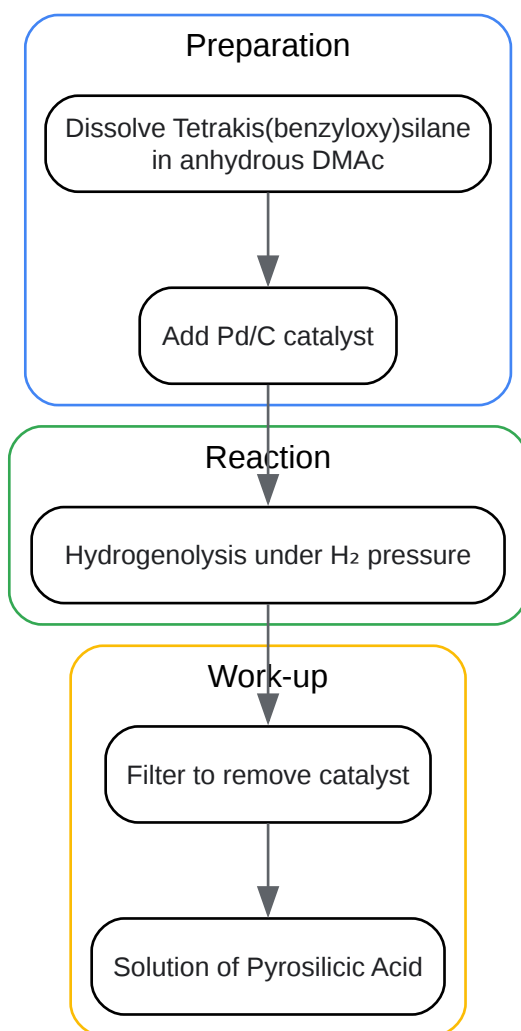 Preparation
Dissolve Tetrakis(benzyloxy)silane
in anhydrous DMAc
Add Pd/C catalyst
Reaction
Hydrogenolysis under H₂ pressure
Work-up
Filter to remove catalyst
Solution of Pyrosilicic Acid